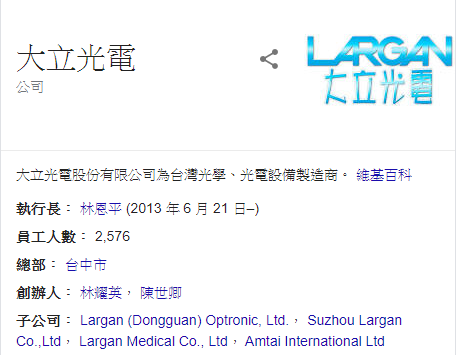 大立光電
公司
LARGAN
大立光電
大立光電股份有限公司為台灣光學、光電設備製造商。 維基百科
執行長： 林恩平 (2013 年 6 月 21 日–)
員工人數： 2,576
總部： 台中市
創辦人： 林耀英， 陳世卿
子公司： Largan (Dongguan) Optronic, Ltd.， Suzhou Largan
Co.,Ltd， Largan Medical Co., Ltd， Amtai International Ltd